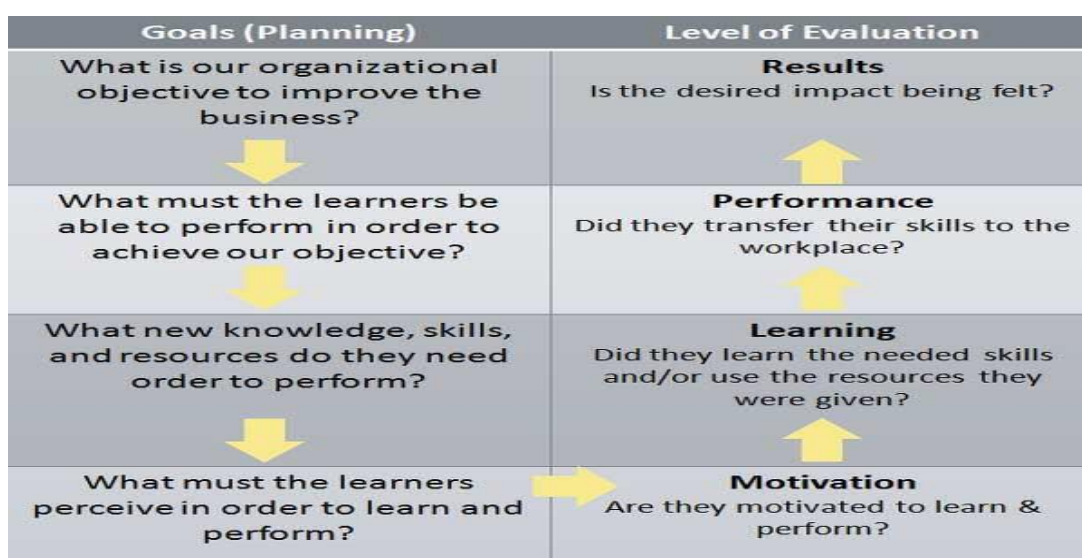 Goals (Planning)
Level of Evaluation
What is our organizational
objective to improve the
business?
Results
Is the desired impact being felt?
What must the learners be
able to perform in order to
achieve our objective?
Performance
Did they transfer their skills to the
workplace?
What new knowledge, skills,
and resources do they need
order to perform?
Learning
Did they learn the needed skills
and/or use the resources they
were given?
What must the learners
perceive in order to learn and
perform?
Motivation
Are they motivated to learn &
perform?